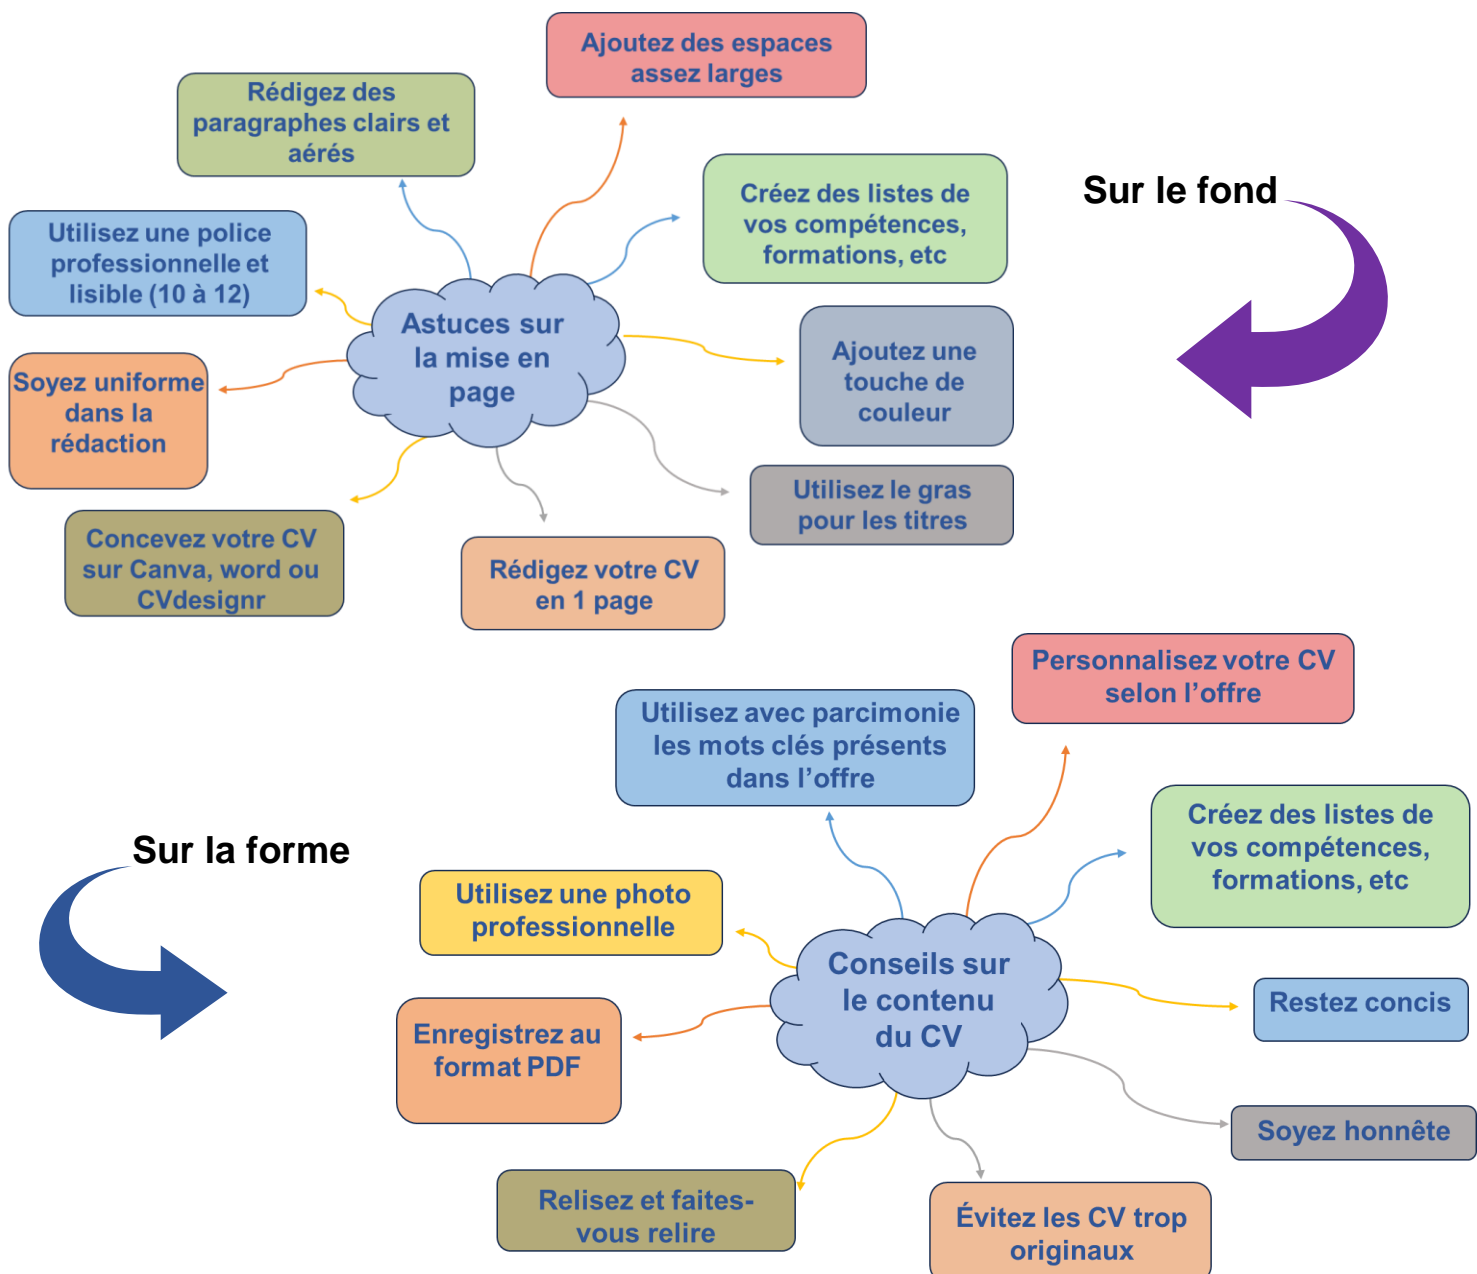 Ajoutez des espaces
assez larges
Rédigez des
paragraphes clairs et
aérés
Créez des listes de
vos compétences,
formations, etc
Sur le fond
Utilisez une police
professionnelle et
lisible (10 à 12)
Astuces sur
la mise en
page
Ajoutez une
touche de
couleur
Soyez uniforme
dans la
rédaction
Utilisez le gras
pour les titres
Concevez votre CV
sur Canva, word ou
CVdesignr
Rédigez votre CV
en 1 page
Personnalisez votre CV
selon l’offre
Utilisez avec parcimonie
les mots clés présents
dans l’offre
Créez des listes de
vos compétences,
formations, etc
Sur la forme
Utilisez une photo
professionnelle
Conseils sur
le contenu
du CV
Restez concis
Enregistrez au
format PDF
Soyez honnête
Relisez et faites-
vous relire
Évitez les CV trop
originaux